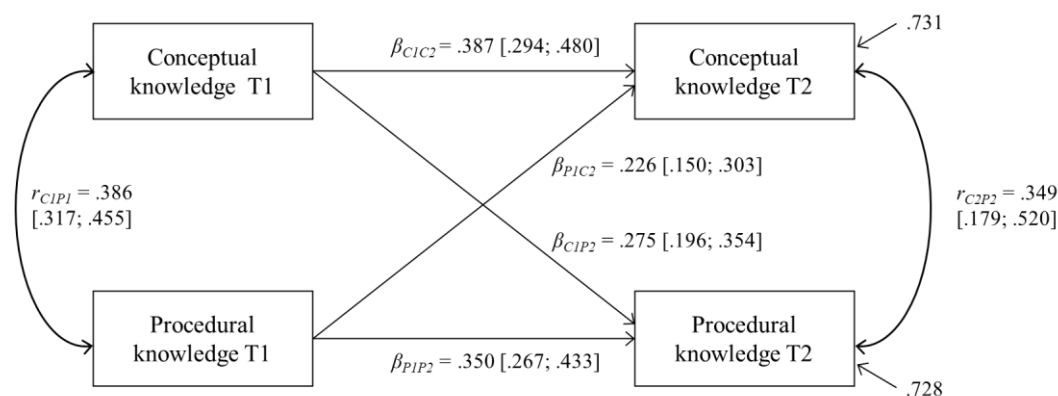 Conceptual
knowledge T1
β_C1C2 = .387 [.294; .480]
Conceptual
knowledge T2
.731
β_P1C2 = .226 [.150; .303]
r_C1P1 = .386
[.317; .455]
r_C2P2 = .349
[.179; .520]
β_C1P2 = .275 [.196; .354]
Procedural
knowledge T1
β_P1P2 = .350 [.267; .433]
Procedural
knowledge T2
.728